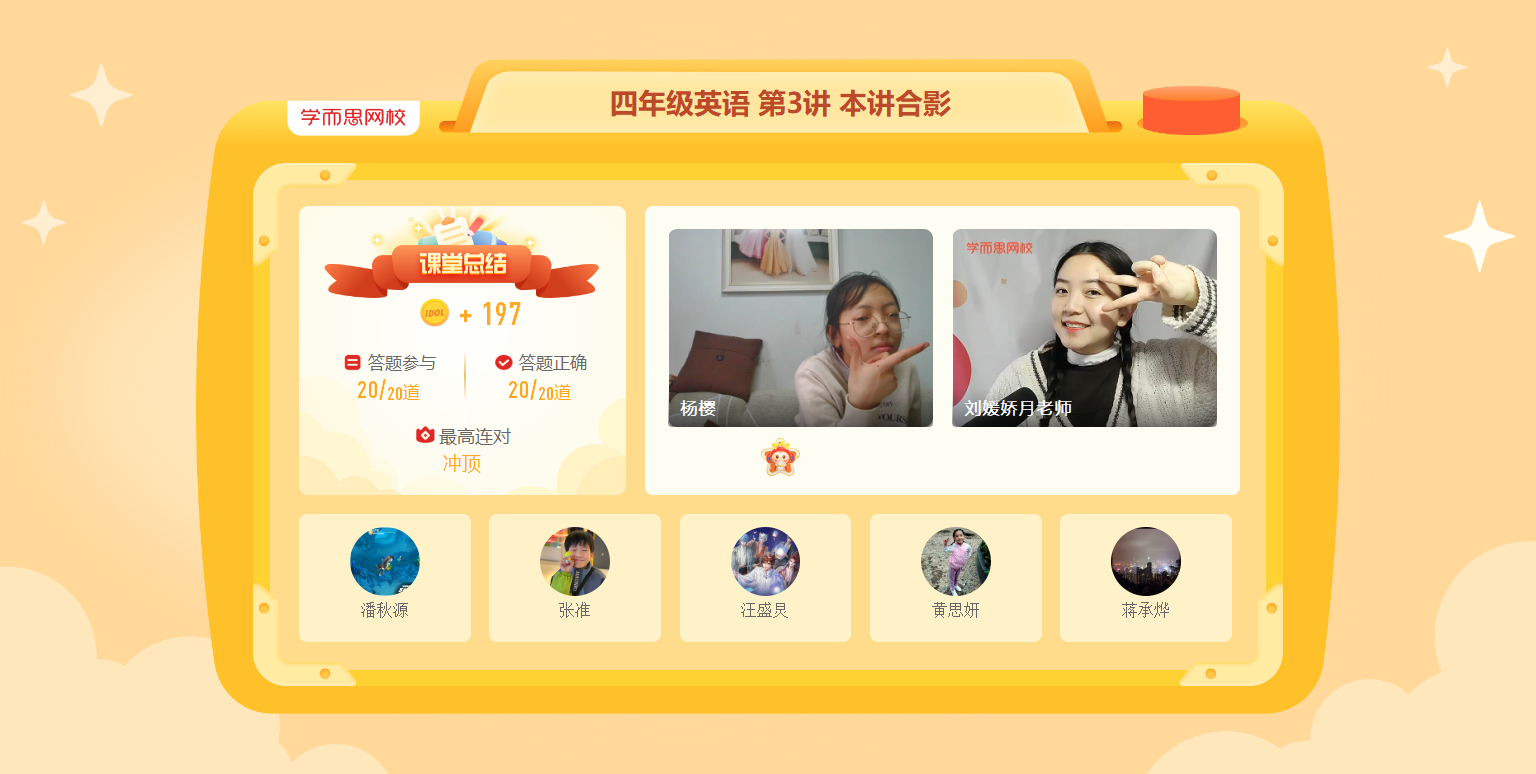 学而思网校
四年级英语 第3讲 本讲合影
课堂总结
IDOL + 197
答题参与
20/20道
答题正确
20/20道
最高连对
冲顶
杨樱
YOUR
学而思网校
刘媛娇月老师
潘秋源
张准
汪盛炅
黄思妍
蒋承烨